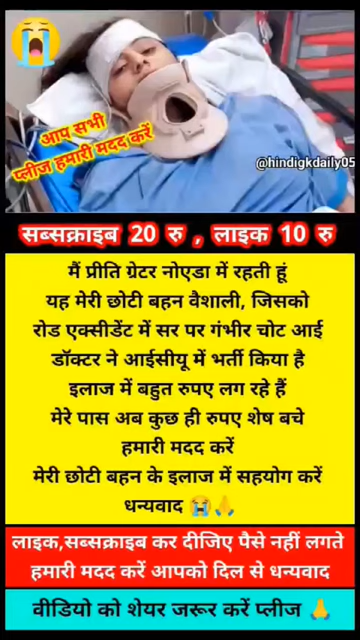 आप सभी
प्लीज हमारी मदद करें
@hindigkdaily05
सब्सक्राइब 20 रु , लाइक 10 रु
मैं प्रीति ग्रेटर नोएडा में रहती हूं
यह मेरी छोटी बहन वैशाली, जिसको
रोड एक्सीडेंट में सर पर गंभीर चोट आई
डॉक्टर ने आईसीयू में भर्ती किया है
इलाज में बहुत रुपए लग रहे हैं
मेरे पास अब कुछ ही रुपए शेष बचे
हमारी मदद करें
मेरी छोटी बहन के इलाज में सहयोग करें
धन्यवाद 😭🙏
लाइक,सब्सक्राइब कर दीजिए पैसे नहीं लगते
हमारी मदद करें आपको दिल से धन्यवाद
वीडियो को शेयर जरूर करें प्लीज 🙏